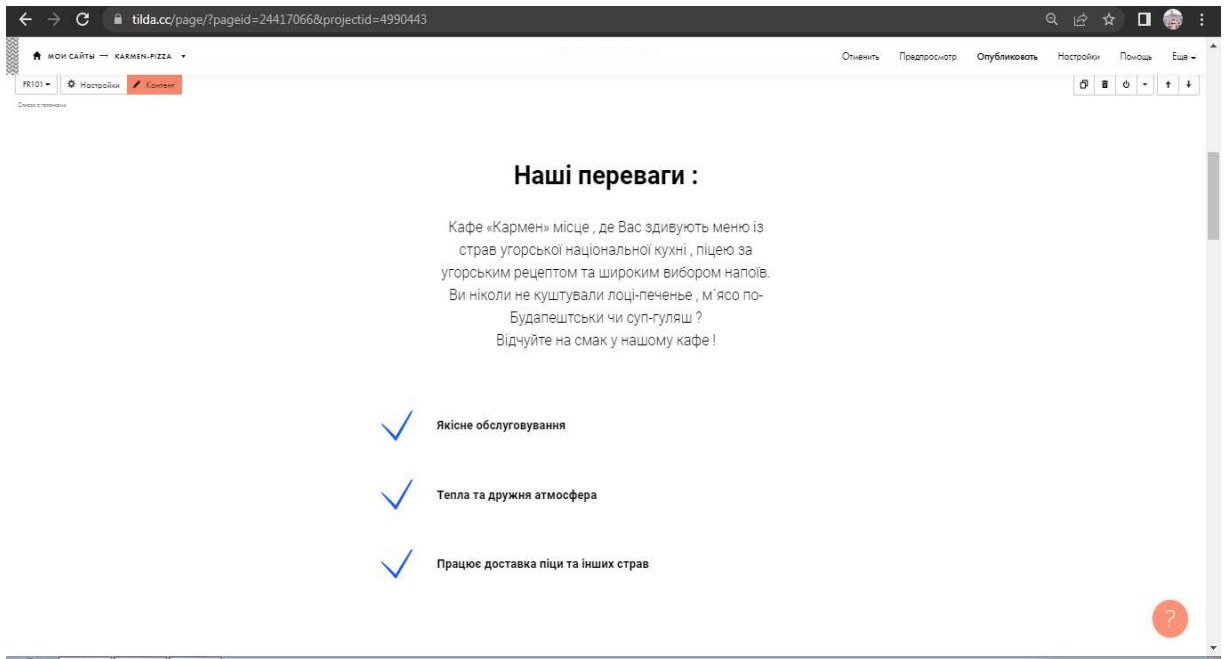 tilda.cc/page/?pageid=24417066&projectid=4990443
МОИ САЙТЫ — KARMEN-PIZZA
Отменить Предпросмотр Опубликовать Настройки Помощь Еще
FR101 Настройки Контент
Список с галочками
Наші переваги :
Кафе «Кармен» місце , де Вас здивують меню із
страв угорської національної кухні , піцею за
угорським рецептом та широким вибором напоїв.
Ви ніколи не куштували лоці-печенье , м`ясо по-
Будапештськи чи суп-гуляш ?
Відчуйте на смак у нашому кафе !
Якісне обслуговування
Тепла та дружня атмосфера
Працює доставка піци та інших страв
?